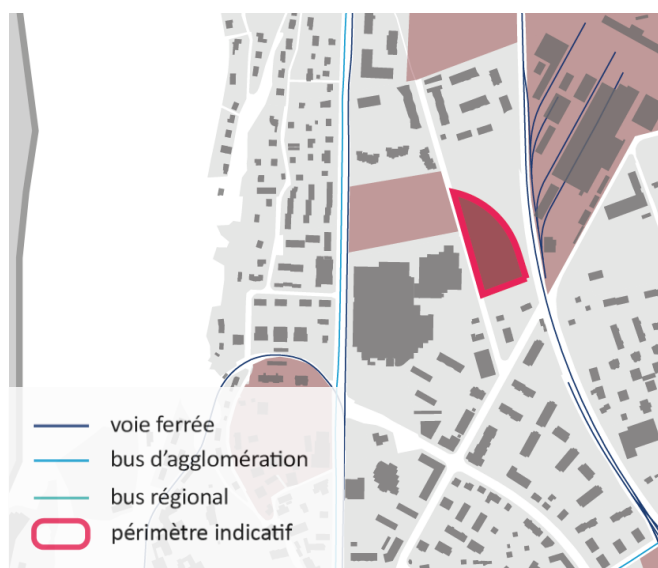 voie ferrée
bus d’agglomération
bus régional
périmètre indicatif